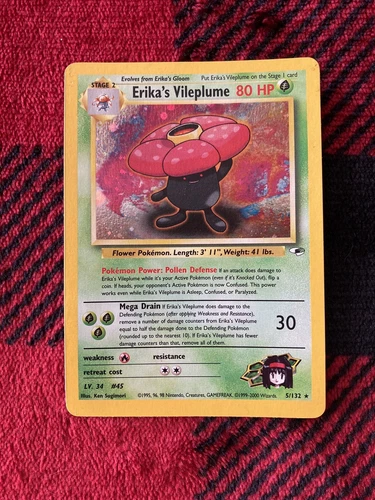 Evolves from Erika's Gloom Put Erika's Vileplume on the Stage 1 card
STAGE 2
Erika's Vileplume 80 HP
Flower Pokémon. Length: 3' 11", Weight: 41 lbs.
Pokémon Power: Pollen Defense If an attack does damage to
Erika's Vileplume while it's your Active Pokémon (even if it's Knocked Out), flip a
coin. If heads, your opponent's Active Pokémon is now Confused. This power
works even while Erika's Vileplume is Asleep, Confused, or Paralyzed.
Mega Drain If Erika's Vileplume does damage to the
Defending Pokémon (after applying Weakness and Resistance),
remove a number of damage counters from Erika's Vileplume
equal to half the damage done to the Defending Pokémon
(rounded up to the nearest 10). If Erika's Vileplume has fewer
damage counters than that, remove all of them.
30
weakness resistance
retreat cost
LV. 34 #45
Illus. Ken Sugimori ©1995, 96, 98 Nintendo, Creatures, GAMEFREAK. ©1999-2000 Wizards. 5/132 ★